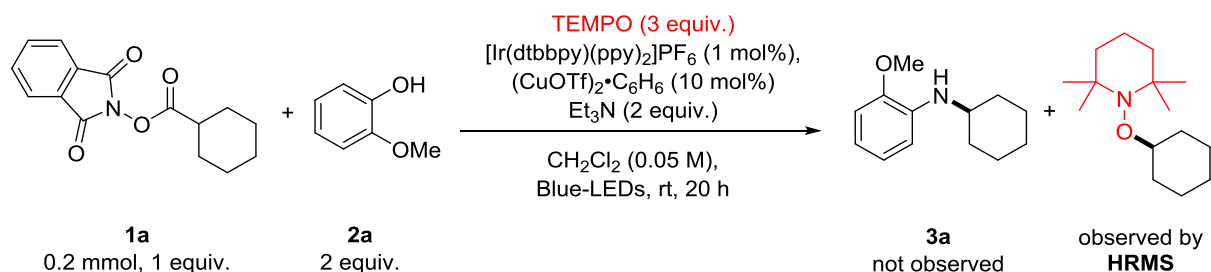 TEMPO (3 equiv.)
[Ir(dtbbpy)(ppy)2]PF6 (1 mol%),
(CuOTf)2•C6H6 (10 mol%)
Et3N (2 equiv.)
CH2Cl2 (0.05 M),
Blue-LEDs, rt, 20 h
O
N
O
O
O
+
OH
OMe
OMe
H
N
+
N
O
1a
0.2 mmol, 1 equiv.
2a
2 equiv.
3a
not observed
observed by
HRMS